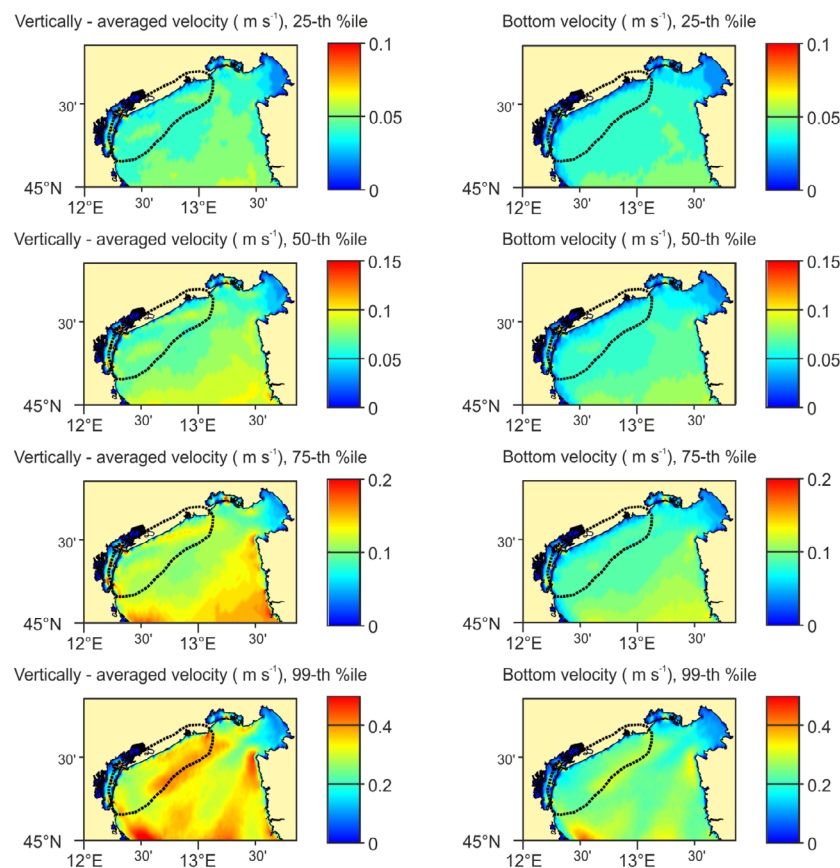 Vertically - averaged velocity ( m s-1), 25-th %ile
0.1
0.05
0
30'
45°N
12°E
30'
13°E
30'
Bottom velocity ( m s-1), 25-th %ile
0.1
0.05
0
30'
45°N
12°E
30'
13°E
30'
Vertically - averaged velocity ( m s-1), 50-th %ile
0.15
0.1
0.05
0
30'
45°N
12°E
30'
13°E
30'
Bottom velocity ( m s-1), 50-th %ile
0.15
0.1
0.05
0
30'
45°N
12°E
30'
13°E
30'
Vertically - averaged velocity ( m s-1), 75-th %ile
0.2
0.1
0
30'
45°N
12°E
30'
13°E
30'
Bottom velocity ( m s-1), 75-th %ile
0.2
0.1
0
30'
45°N
12°E
30'
13°E
30'
Vertically - averaged velocity ( m s-1), 99-th %ile
0.4
0.2
0
30'
45°N
12°E
30'
13°E
30'
Bottom velocity ( m s-1), 99-th %ile
0.4
0.2
0
30'
45°N
12°E
30'
13°E
30'